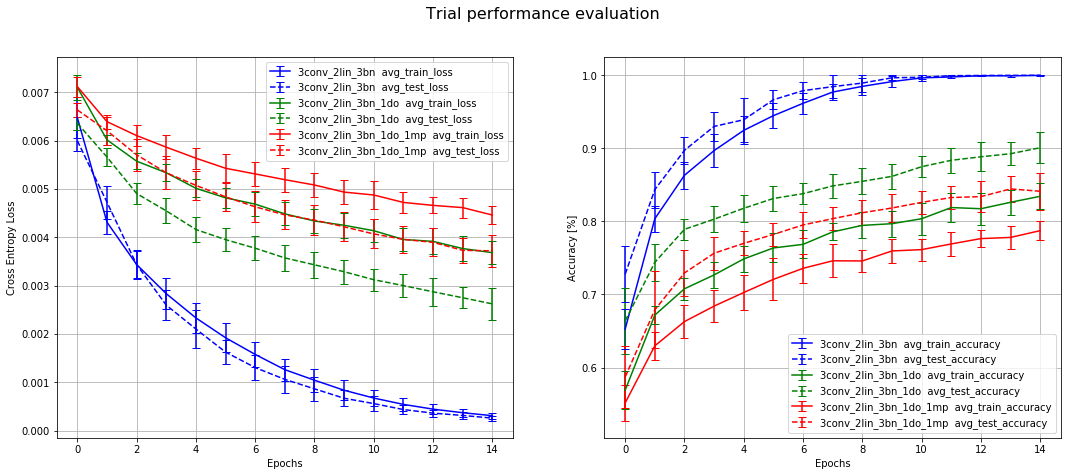 Trial performance evaluation
Cross Entropy Loss
0.007
0.006
0.005
0.004
0.003
0.002
0.001
0.000
0 2 4 6 8 10 12 14
Epochs
3conv_2lin_3bn avg_train_loss
3conv_2lin_3bn avg_test_loss
3conv_2lin_3bn_1do avg_train_loss
3conv_2lin_3bn_1do avg_test_loss
3conv_2lin_3bn_1do_1mp avg_train_loss
3conv_2lin_3bn_1do_1mp avg_test_loss
Accuracy [%]
1.0
0.9
0.8
0.7
0.6
0 2 4 6 8 10 12 14
Epochs
3conv_2lin_3bn avg_train_accuracy
3conv_2lin_3bn avg_test_accuracy
3conv_2lin_3bn_1do avg_train_accuracy
3conv_2lin_3bn_1do avg_test_accuracy
3conv_2lin_3bn_1do_1mp avg_train_accuracy
3conv_2lin_3bn_1do_1mp avg_test_accuracy